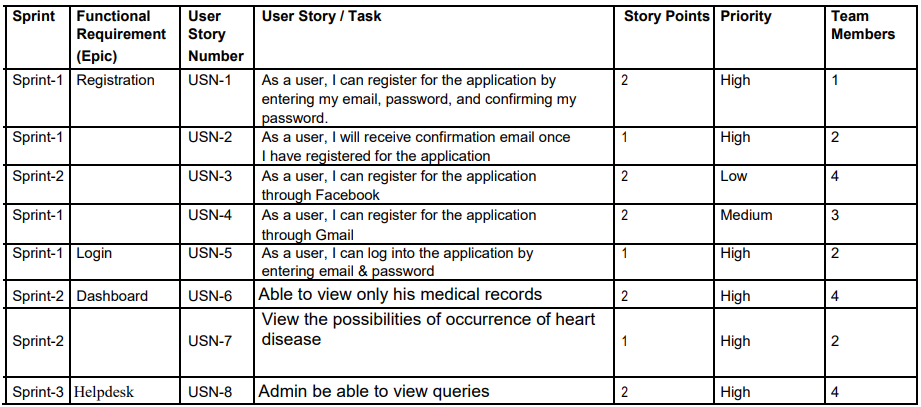 Sprint Functional Requirement (Epic) User Story Number User Story / Task Story Points Priority Team Members
Sprint-1 Registration USN-1 As a user, I can register for the application by
entering my email, password, and confirming my
password. 2 High 1
Sprint-1 USN-2 As a user, I will receive confirmation email once
I have registered for the application 1 High 2
Sprint-2 USN-3 As a user, I can register for the application
through Facebook 2 Low 4
Sprint-1 USN-4 As a user, I can register for the application
through Gmail 2 Medium 3
Sprint-1 Login USN-5 As a user, I can log into the application by
entering email & password 1 High 2
Sprint-2 Dashboard USN-6 Able to view only his medical records 2 High 4
Sprint-2 USN-7 View the possibilities of occurrence of heart
disease 1 High 2
Sprint-3 Helpdesk USN-8 Admin be able to view queries 2 High 4